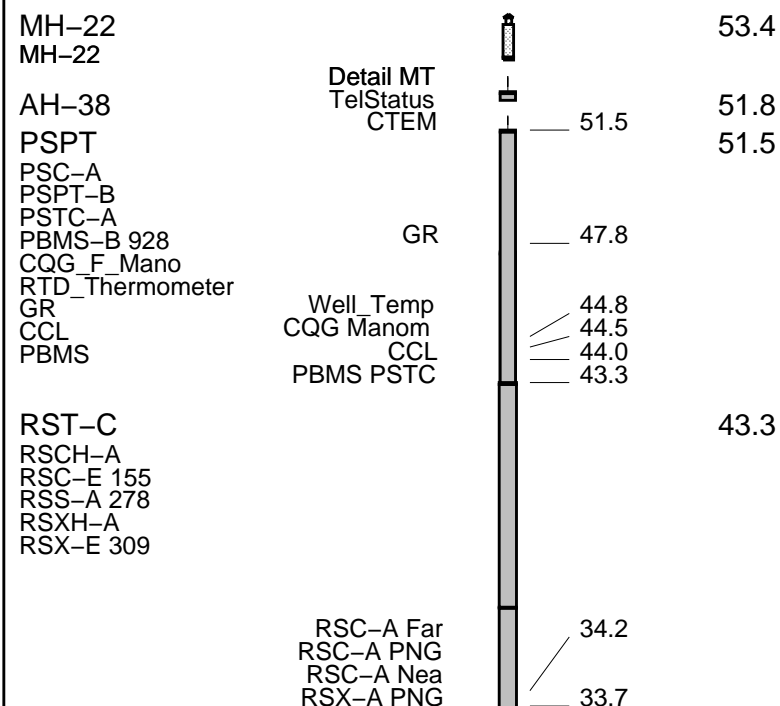 MH−22 53.4
MH−22
Detail MT
AH−38 TelStatus 51.8
CTEM 51.5
PSPT 51.5
PSC−A
PSPT−B
PSTC−A
PBMS−B 928 GR 47.8
CQG_F_Mano
RTD_Thermometer
GR Well_Temp 44.8
CCL CQG Manom 44.5
PBMS CCL 44.0
PBMS PSTC 43.3
RST−C 43.3
RSCH−A
RSC−E 155
RSS−A 278
RSXH−A
RSX−E 309
RSC−A Far 34.2
RSC−A PNG
RSC−A Nea
RSX−A PNG 33.7